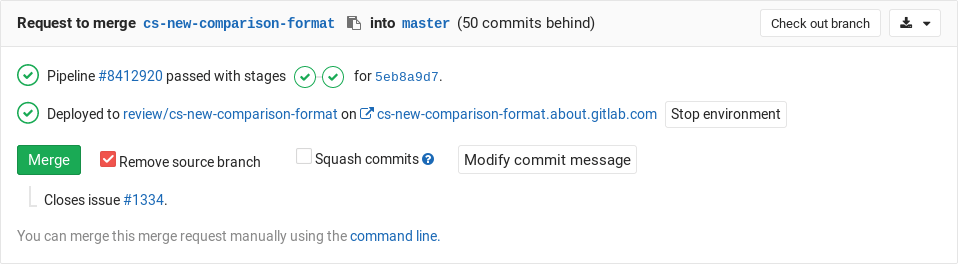 Request to merge cs-new-comparison-format into master (50 commits behind) Check out branch
Pipeline #8412920 passed with stages for 5eb8a9d7.
Deployed to review/cs-new-comparison-format on cs-new-comparison-format.about.gitlab.com Stop environment
Merge Remove source branch Squash commits ? Modify commit message
Closes issue #1334.
You can merge this merge request manually using the command line.